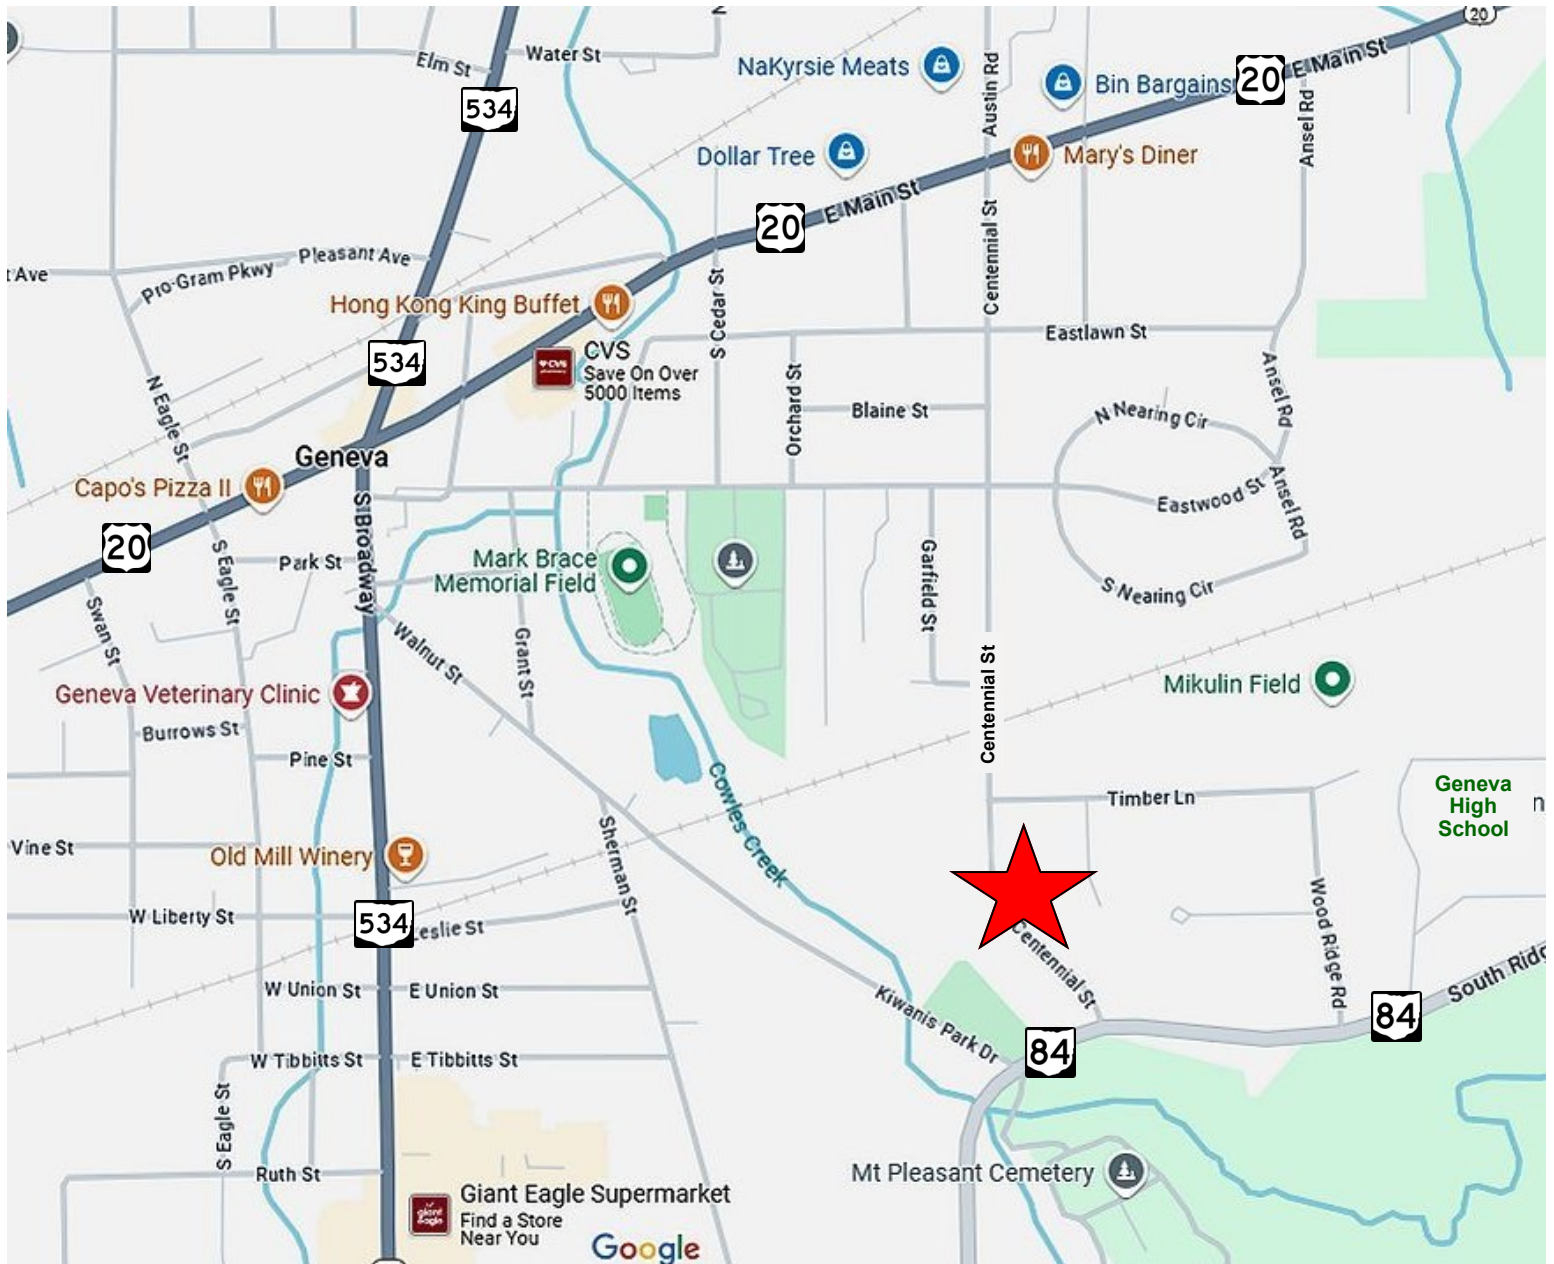 20
Water St
Elm St
NaKyrsie Meats
Austin Rd
Bin Bargains
20
E Main St
534
Ansel Rd
Dollar Tree
Mary's Diner
20
E Main St
Centennial St
Pleasant Ave
Pro-Gram Pkwy
t Ave
Hong Kong King Buffet
S Cedar St
Eastlawn St
534
CVS
Save On Over
5000 Items
♥CVS
pharmacy
N Eagle St
Orchard St
Blaine St
N Nearing Cir
Ansel Rd
Geneva
Capo's Pizza II
Eastwood St
Ansel Rd
20
S Broadway
S Eagle St
Park St
Mark Brace
Memorial Field
Garfield St
S Nearing Cir
Swan St
Walnut St
Grant St
Centennial St
Geneva Veterinary Clinic
Mikulin Field
Burrows St
Pine St
Cowles Creek
Timber Ln
Geneva
High
School
n
Vine St
Old Mill Winery
Sherman St
W Liberty St
534
Leslie St
Wood Ridge Rd
Centennial St
W Union St
E Union St
Kiwanis Park Dr
84
South Ridg
84
W Tibbitts St
E Tibbitts St
S Eagle St
Ruth St
Mt Pleasant Cemetery
giant
eagle
Giant Eagle Supermarket
Find a Store
Near You
Google